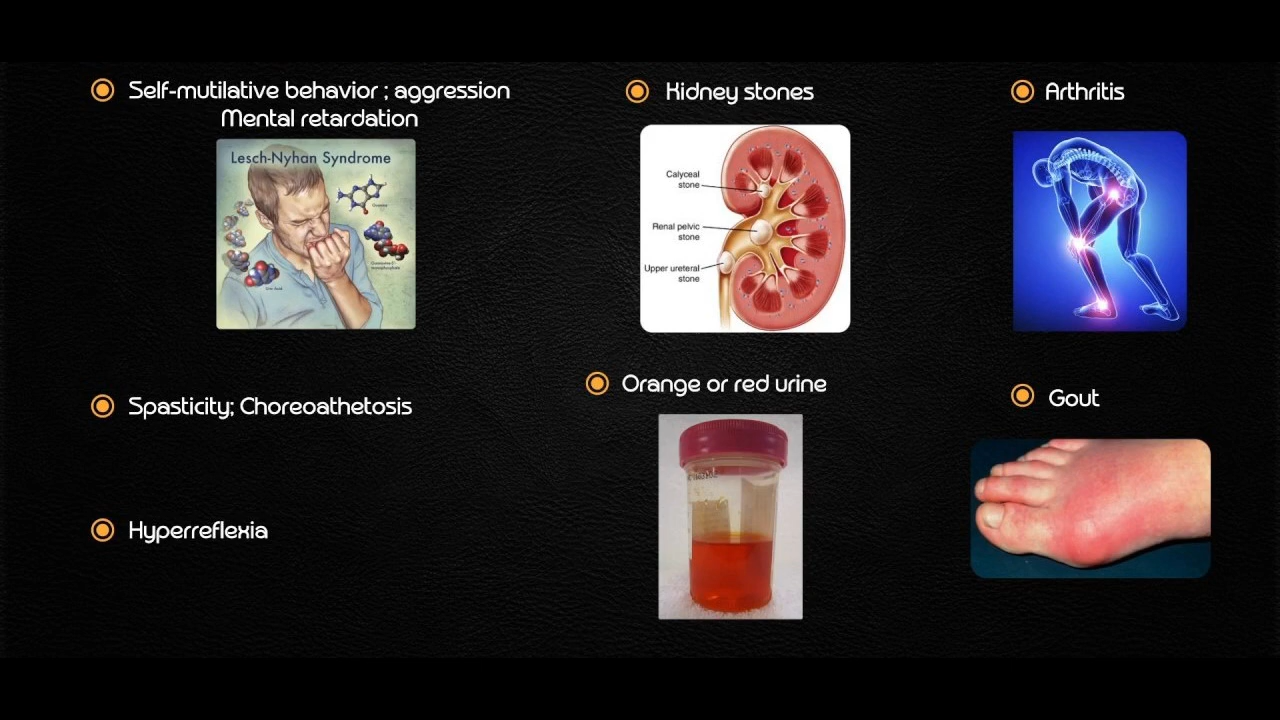 Self-mutilative behavior ; aggression
Mental retardation
Lesch-Nyhan Syndrome
Kidney stones
Calyceal
stone
Renal pelvic
stone
Upper ureteral
stone
Arthritis
Spasticity; Choreoathetosis
Orange or red urine
Gout
Hyperreflexia